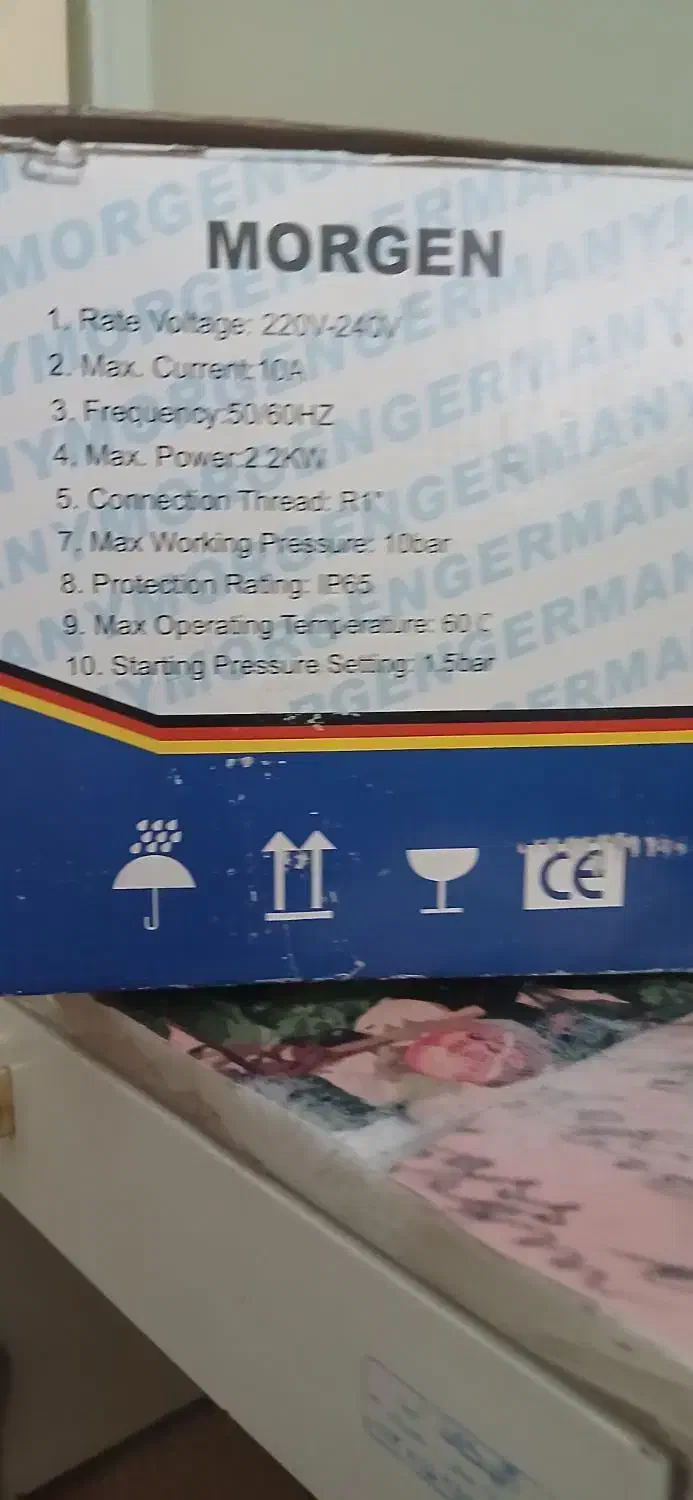 MORGEN
1. Rate Voltage: 220V-240V
2. Max. Current:10A
3. Frequency:50/60HZ
4. Max. Power:2.2KW
5. Connection Thread: R1"
7. Max Working Pressure: 10bar
8. Protection Rating: IP65
9. Max Operating Temperature: 60 C
10. Starting Pressure Setting: 1.5bar
CE